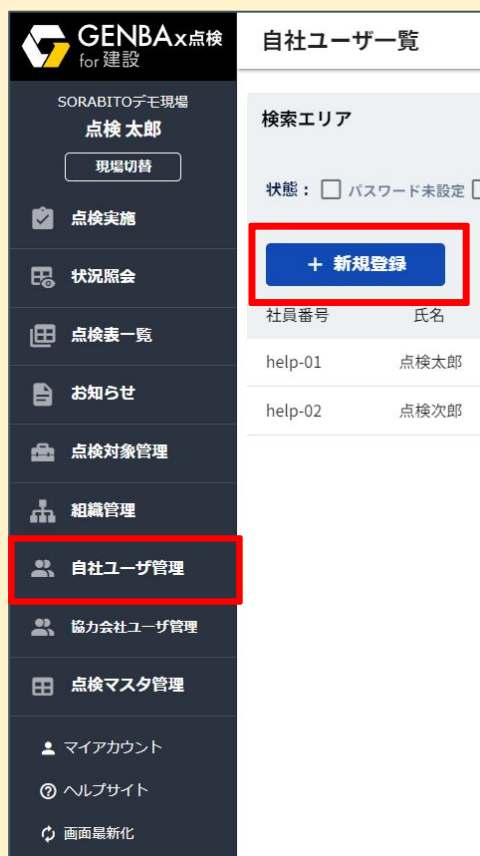 GENBAx点検
for 建設
SORABITOデモ現場
点検 太郎
現場切替
点検実施
状況照会
点検表一覧
お知らせ
点検対象管理
組織管理
自社ユーザ管理
協力会社ユーザ管理
点検マスタ管理
マイアカウント
ヘルプサイト
画面最新化
自社ユーザ一覧
検索エリア
状態： パスワード未設定
+ 新規登録
社員番号 氏名
help-01 点検太郎
help-02 点検次郎